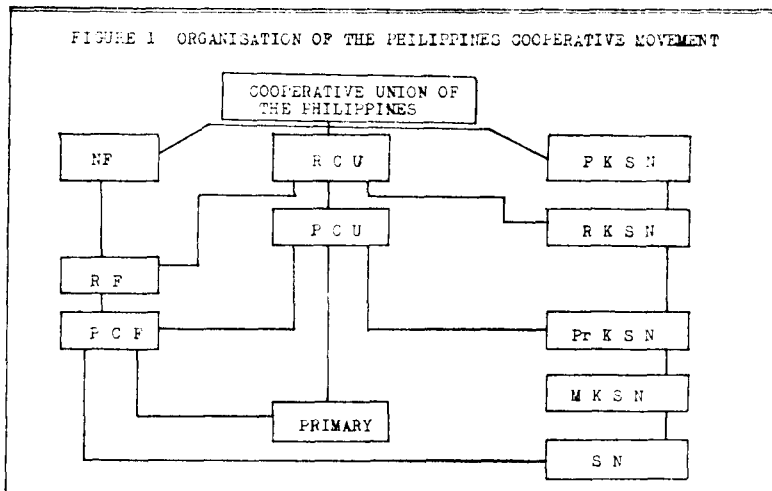 FIGURE 1 ORGANISATION OF THE PHILIPPINES COOPERATIVE MOVEMENT
COOPERATIVE UNION OF
THE PHILIPPINES
NF
R C U
P K S N
P C U
R K S N
R F
P C F
Pr K S N
M K S N
PRIMARY
S N